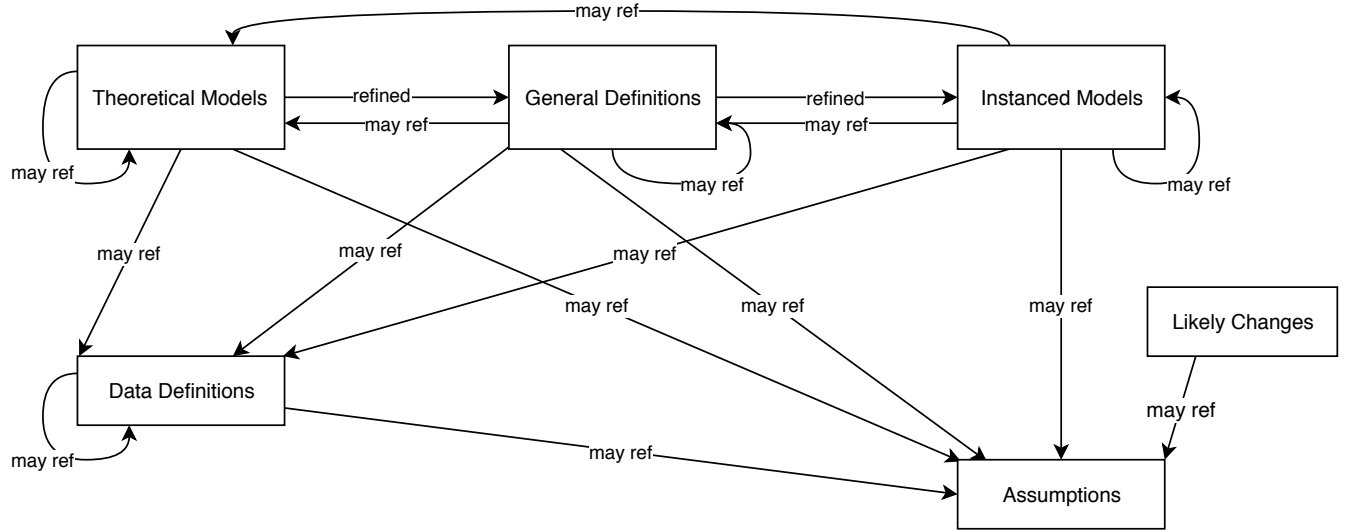 may ref
Theoretical Models
refined
General Definitions
refined
Instanced Models
may ref
may ref
may ref
may ref
may ref
may ref
may ref
may ref
may ref
may ref
may ref
may ref
Likely Changes
Data Definitions
may ref
may ref
may ref
Assumptions